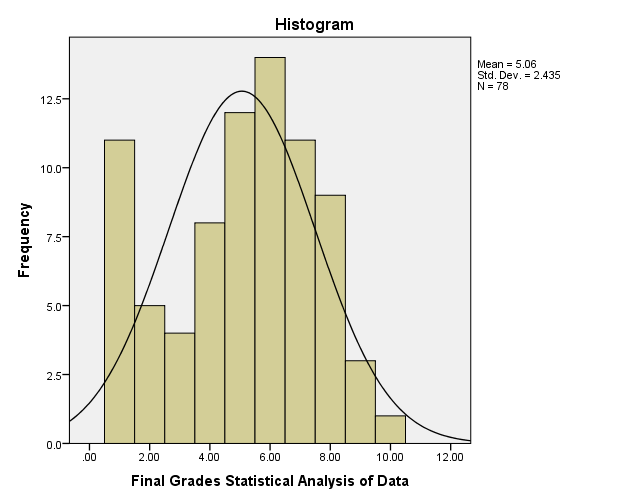 Histogram
Mean = 5.06
Std. Dev. = 2.435
N = 78
12.5
10.0
7.5
5.0
2.5
0.0
Frequency
.00 2.00 4.00 6.00 8.00 10.00 12.00
Final Grades Statistical Analysis of Data